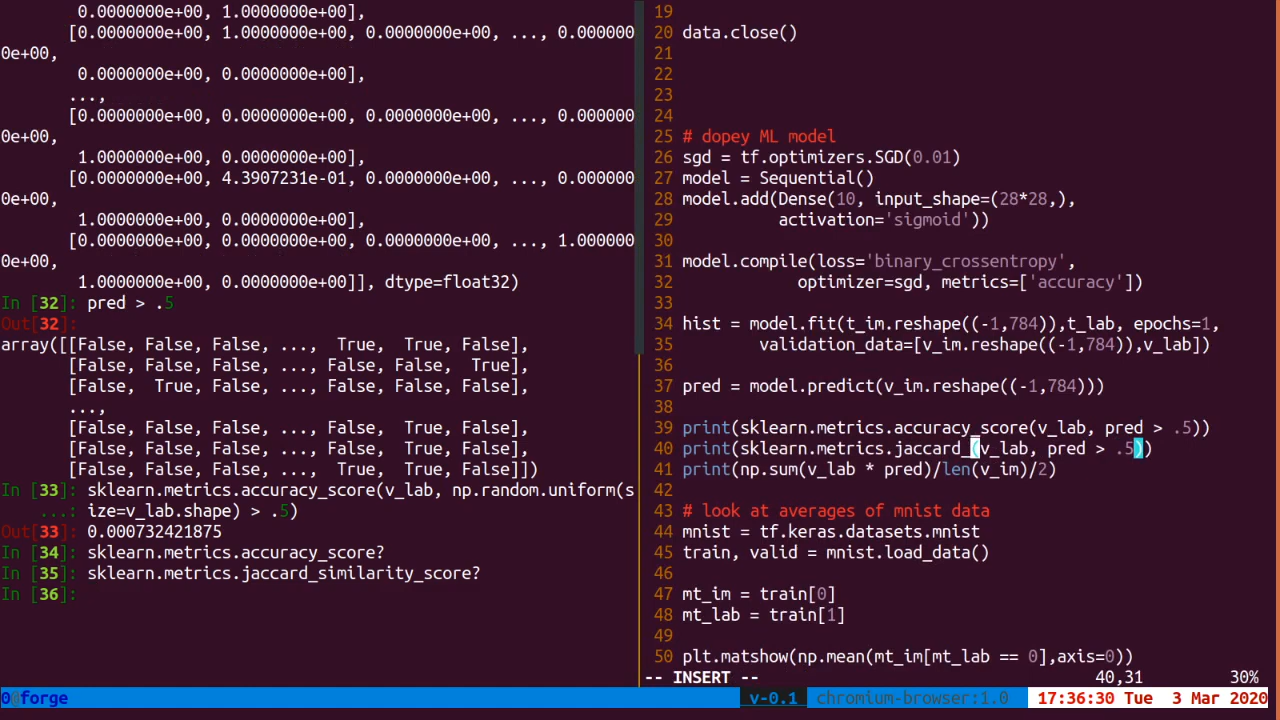 0.0000000e+00, 1.0000000e+00],
[0.0000000e+00, 1.0000000e+00, 0.0000000e+00, ..., 0.000000
0e+00,
0.0000000e+00, 0.0000000e+00],
...,
[0.0000000e+00, 0.0000000e+00, 0.0000000e+00, ..., 0.000000
0e+00,
1.0000000e+00, 0.0000000e+00],
[0.0000000e+00, 4.3907231e-01, 0.0000000e+00, ..., 0.000000
0e+00,
1.0000000e+00, 0.0000000e+00],
[0.0000000e+00, 0.0000000e+00, 0.0000000e+00, ..., 1.000000
0e+00,
1.0000000e+00, 0.0000000e+00]], dtype=float32)
In [32]: pred > .5
Out[32]:
array([[False, False, False, ..., True, True, False],
[False, False, False, ..., False, False, True],
[False, True, False, ..., False, False, False],
...,
[False, False, False, ..., False, True, False],
[False, False, False, ..., False, True, False],
[False, False, False, ..., True, True, False]])
In [33]: sklearn.metrics.accuracy_score(v_lab, np.random.uniform(s
...: ize=v_lab.shape) > .5)
Out[33]: 0.000732421875
In [34]: sklearn.metrics.accuracy_score?
In [35]: sklearn.metrics.jaccard_similarity_score?
In [36]:
19
20 data.close()
21
22
23
24
25 # dopey ML model
26 sgd = tf.optimizers.SGD(0.01)
27 model = Sequential()
28 model.add(Dense(10, input_shape=(28*28,),
29 activation='sigmoid'))
30
31 model.compile(loss='binary_crossentropy',
32 optimizer=sgd, metrics=['accuracy'])
33
34 hist = model.fit(t_im.reshape((-1,784)),t_lab, epochs=1,
35 validation_data=[v_im.reshape((-1,784)),v_lab])
36
37 pred = model.predict(v_im.reshape((-1,784)))
38
39 print(sklearn.metrics.accuracy_score(v_lab, pred > .5))
40 print(sklearn.metrics.jaccard_(v_lab, pred > .5))
41 print(np.sum(v_lab * pred)/len(v_im)/2)
42
43 # look at averages of mnist data
44 mnist = tf.keras.datasets.mnist
45 train, valid = mnist.load_data()
46
47 mt_im = train[0]
48 mt_lab = train[1]
49
50 plt.matshow(np.mean(mt_im[mt_lab == 0],axis=0))
-- INSERT -- 40,31 30%
0@forge v-0.1 chromium-browser:1.0 17:36:30 Tue 3 Mar 2020